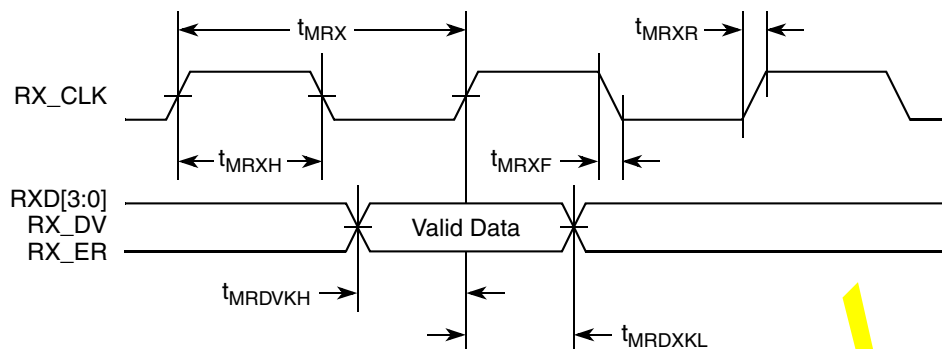 tMRX
tMRXR
RX_CLK
tMRXH
tMRXF
RXD[3:0]
RX_DV
RX_ER
Valid Data
tMRDVKH
tMRDXKL